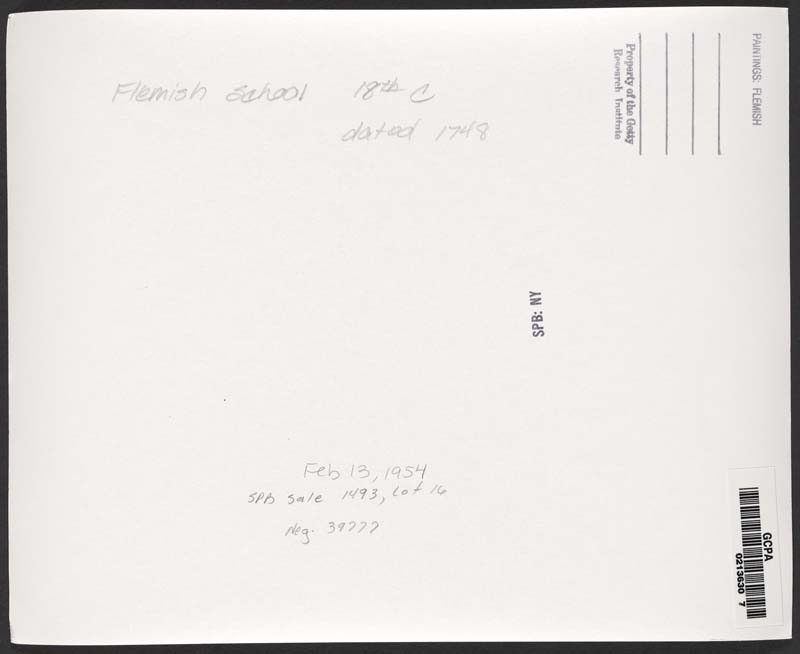 Flemish School 18th C
dated 1748
PAINTINGS: FLEMISH
Property of the Getty
Research Institute
SPB: NY
Feb 13, 1954
SPB sale 1493, Lot 16
Neg. 39777
GCPA
0213630 7